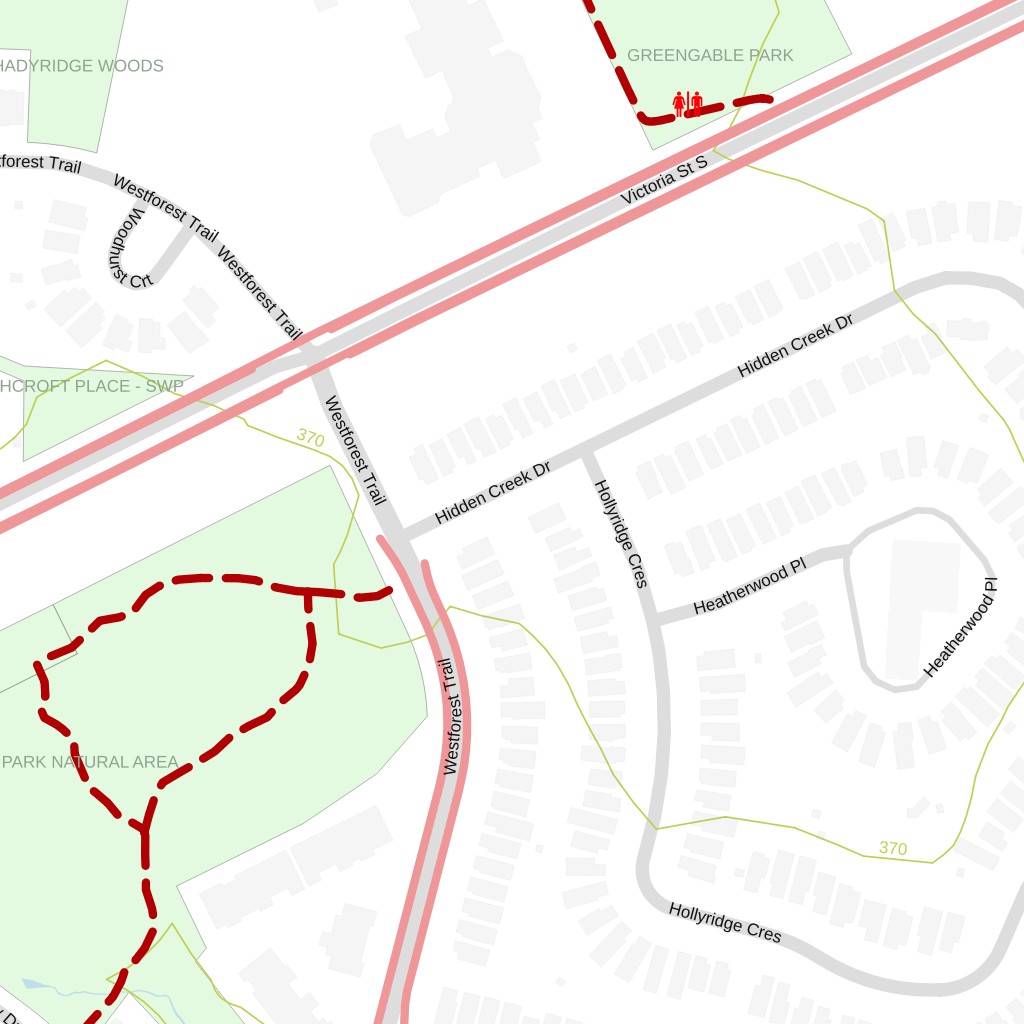 GREENGABLE PARK
HADYRIDGE WOODS
Victoria St S
tforest Trail
Westforest Trail
Woodhurst Crt
Westforest Trail
Hidden Creek Dr
HCROFT PLACE - SWP
370
Westforest Trail
Hidden Creek Dr
Hollyridge Cres
Heatherwood Pl
Heatherwood Pl
Westforest Trail
PARK NATURAL AREA
370
Hollyridge Cres